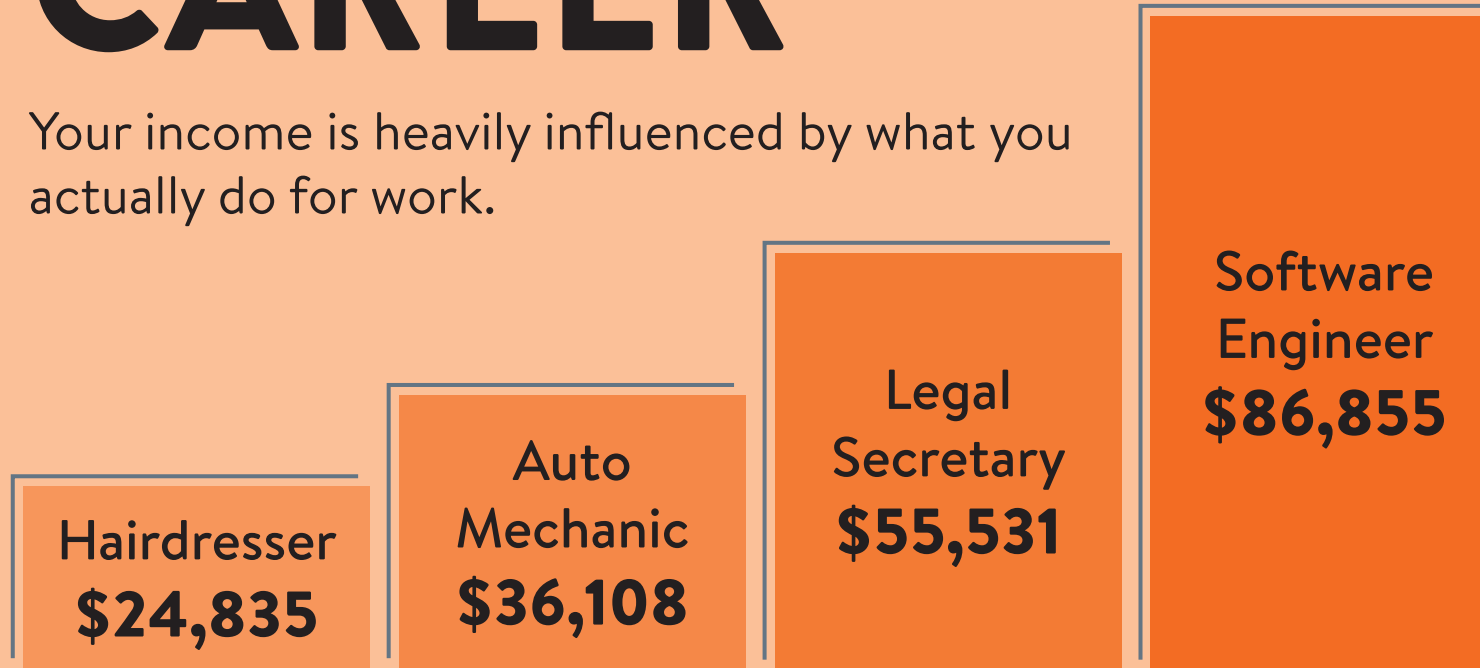 CAREER
Your income is heavily influenced by what you
actually do for work.
Software
Engineer
$86,855
Legal
Secretary
$55,531
Auto
Mechanic
$36,108
Hairdresser
$24,835